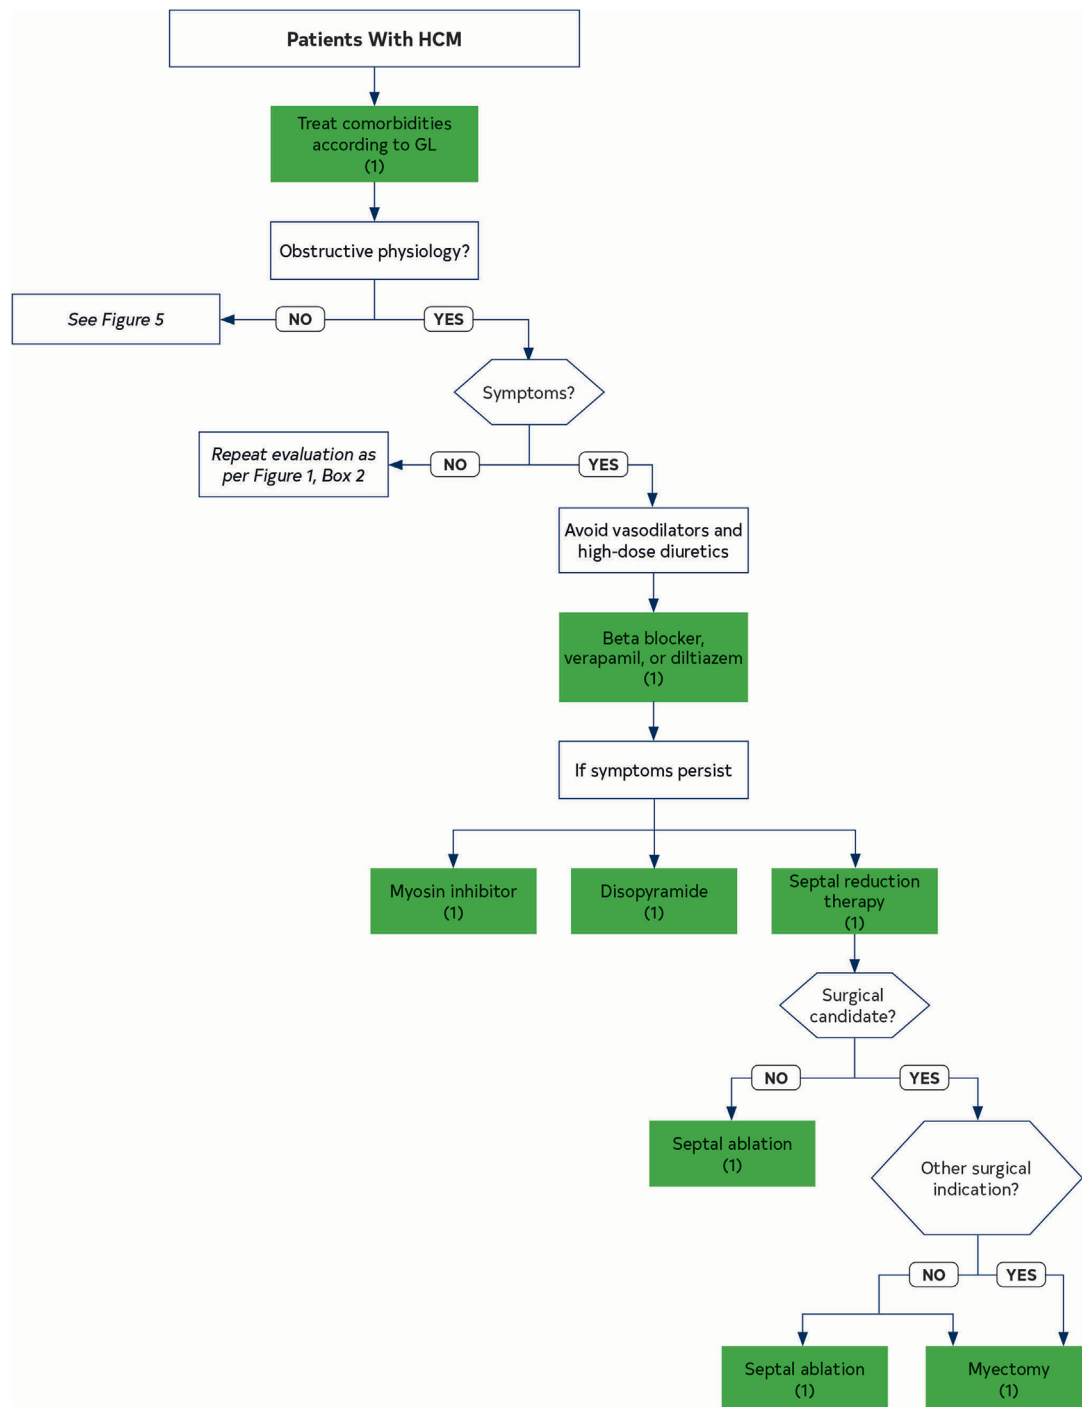 Patients With HCM
Treat comorbidities
according to GL
(1)
Obstructive physiology?
See Figure 5
NO
YES
Symptoms?
Repeat evaluation as
per Figure 1, Box 2
NO
YES
Avoid vasodilators and
high-dose diuretics
Beta blocker,
verapamil, or diltiazem
(1)
If symptoms persist
Myosin inhibitor
(1)
Disopyramide
(1)
Septal reduction
therapy
(1)
Surgical
candidate?
NO
YES
Septal ablation
(1)
Other surgical
indication?
NO
YES
Septal ablation
(1)
Myectomy
(1)